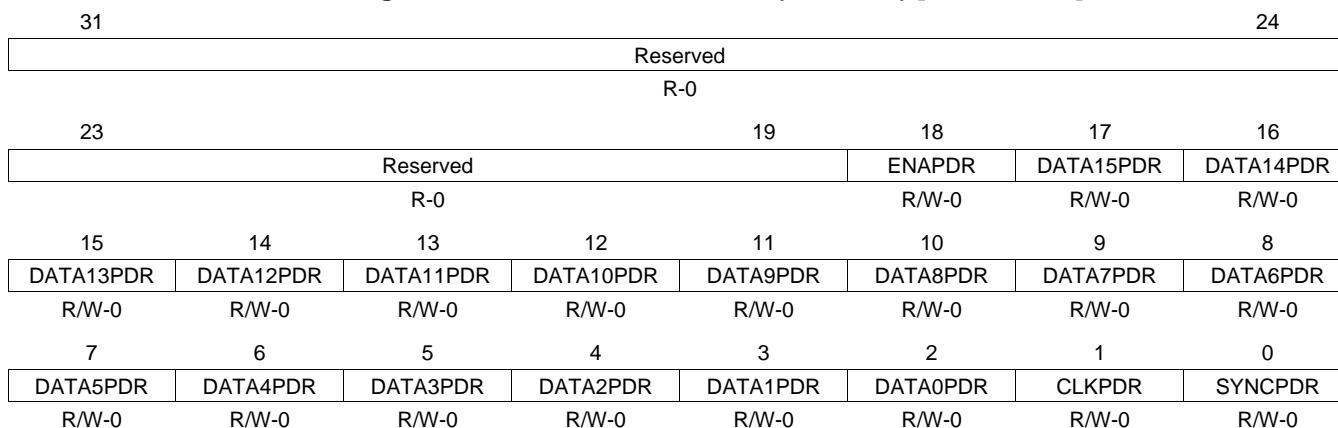 31 24
Reserved
R-0
23 19 18 17 16
Reserved ENAPDR DATA15PDR DATA14PDR
R-0 R/W-0 R/W-0 R/W-0
15 14 13 12 11 10 9 8
DATA13PDR DATA12PDR DATA11PDR DATA10PDR DATA9PDR DATA8PDR DATA7PDR DATA6PDR
R/W-0 R/W-0 R/W-0 R/W-0 R/W-0 R/W-0 R/W-0 R/W-0
7 6 5 4 3 2 1 0
DATA5PDR DATA4PDR DATA3PDR DATA2PDR DATA1PDR DATA0PDR CLKPDR SYNCPDR
R/W-0 R/W-0 R/W-0 R/W-0 R/W-0 R/W-0 R/W-0 R/W-0